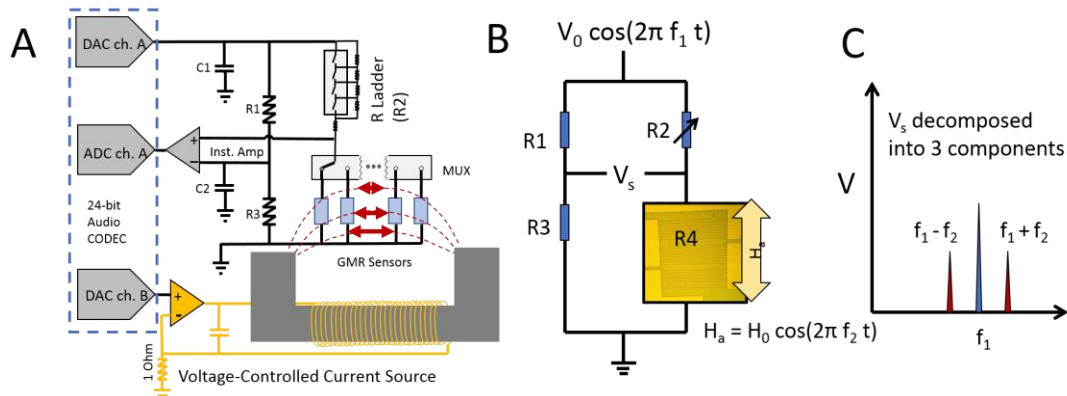 A
DAC ch. A
C1
R1
R Ladder
(R2)
ADC ch. A
+
−
Inst. Amp
MUX
C2
24-bit
Audio
CODEC
R3
GMR Sensors
DAC ch. B
+
−
1 Ohm
Voltage-Controlled Current Source
B
V₀ cos(2π f₁ t)
R1
R2
Vₛ
R3
R4
Hₐ
Hₐ = H₀ cos(2π f₂ t)
C
Vₛ decomposed
into 3 components
V
f₁ - f₂
f₁ + f₂
f₁